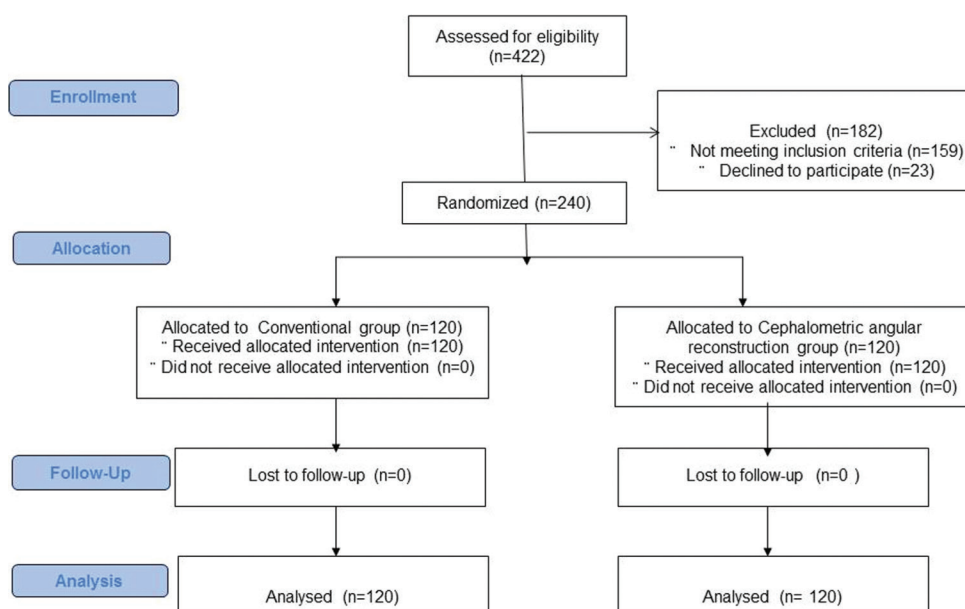 Assessed for eligibility
(n=422)
Enrollment
Excluded (n=182)
¨ Not meeting inclusion criteria (n=159)
¨ Declined to participate (n=23)
Randomized (n=240)
Allocation
Allocated to Conventional group (n=120)
¨ Received allocated intervention (n=120)
¨ Did not receive allocated intervention (n=0)
Allocated to Cephalometric angular
reconstruction group (n=120)
¨ Received allocated intervention (n=120)
¨ Did not receive allocated intervention (n=0)
Follow-Up
Lost to follow-up (n=0)
Lost to follow-up (n=0 )
Analysis
Analysed (n=120)
Analysed (n= 120)